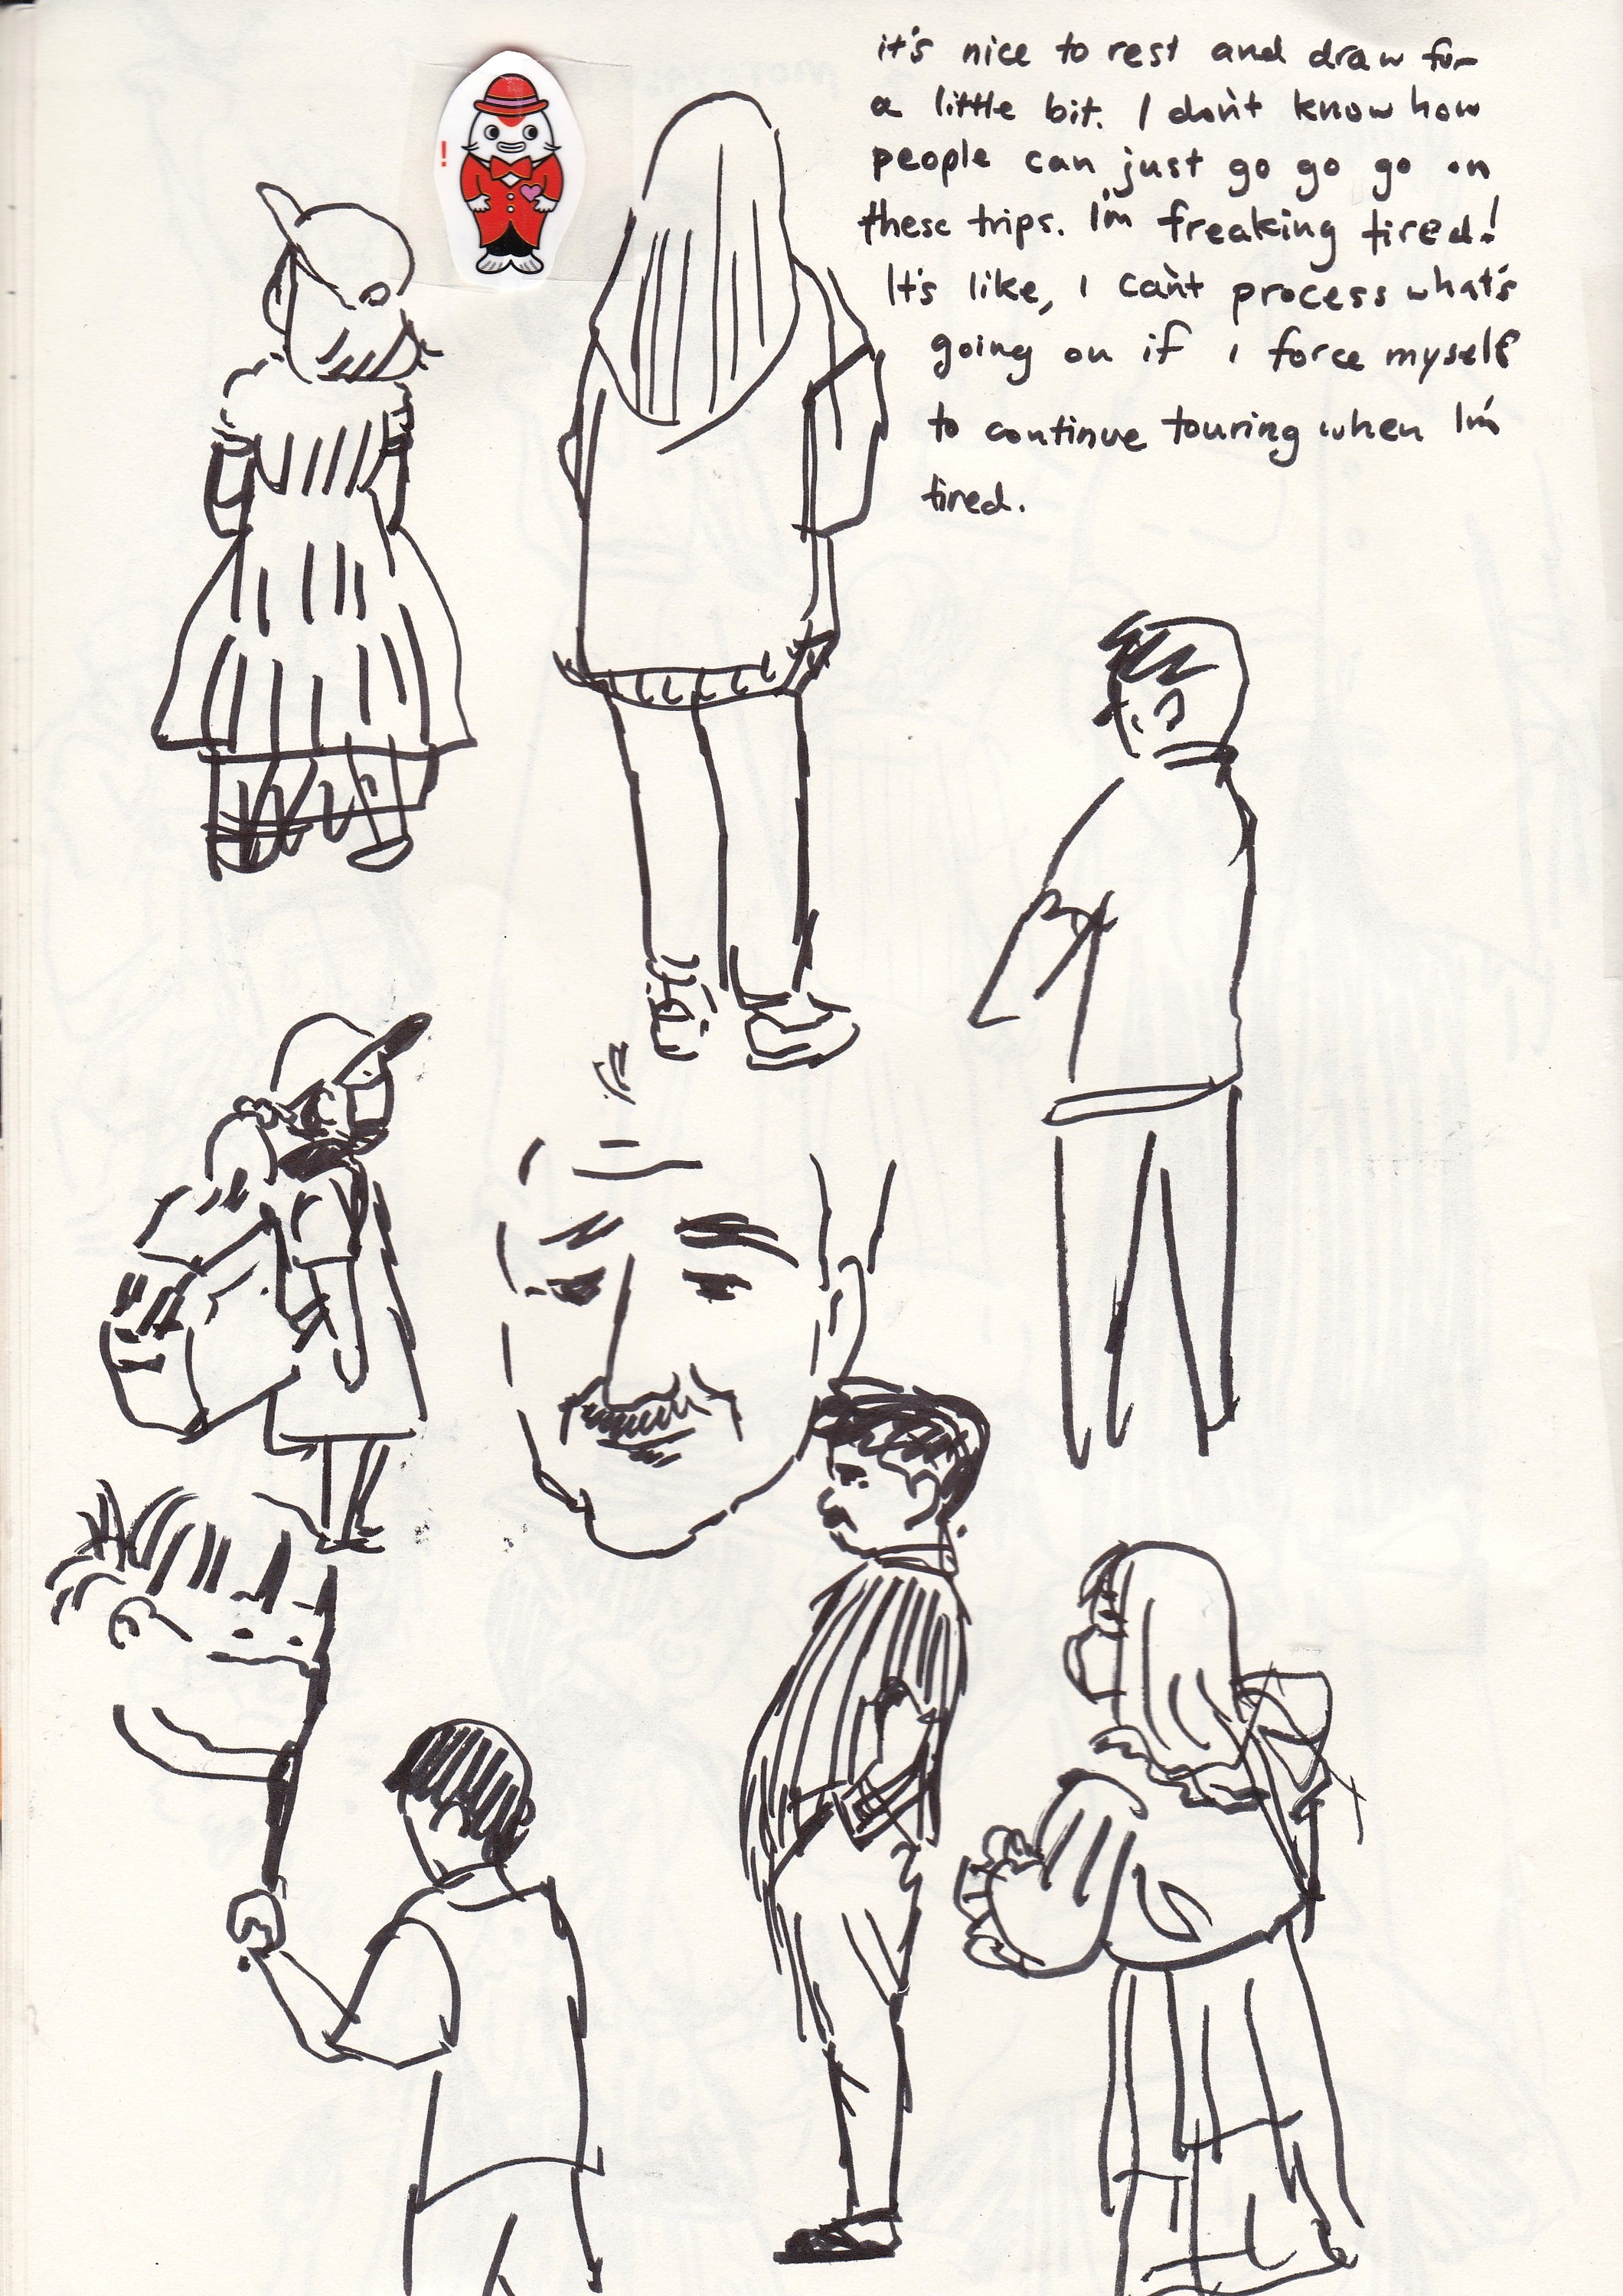 !
it's nice to rest and draw for
a little bit. I don't know how
people can just go go go on
these trips. I'm freaking tired!
It's like, I can't process what's
going on if I force myself
to continue touring when I'm
tired.